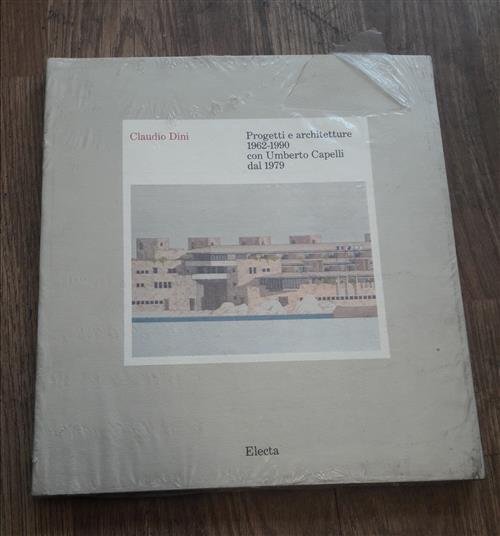 Claudio Dini
Progetti e architetture
1962-1990
con Umberto Capelli
dal 1979
Electa